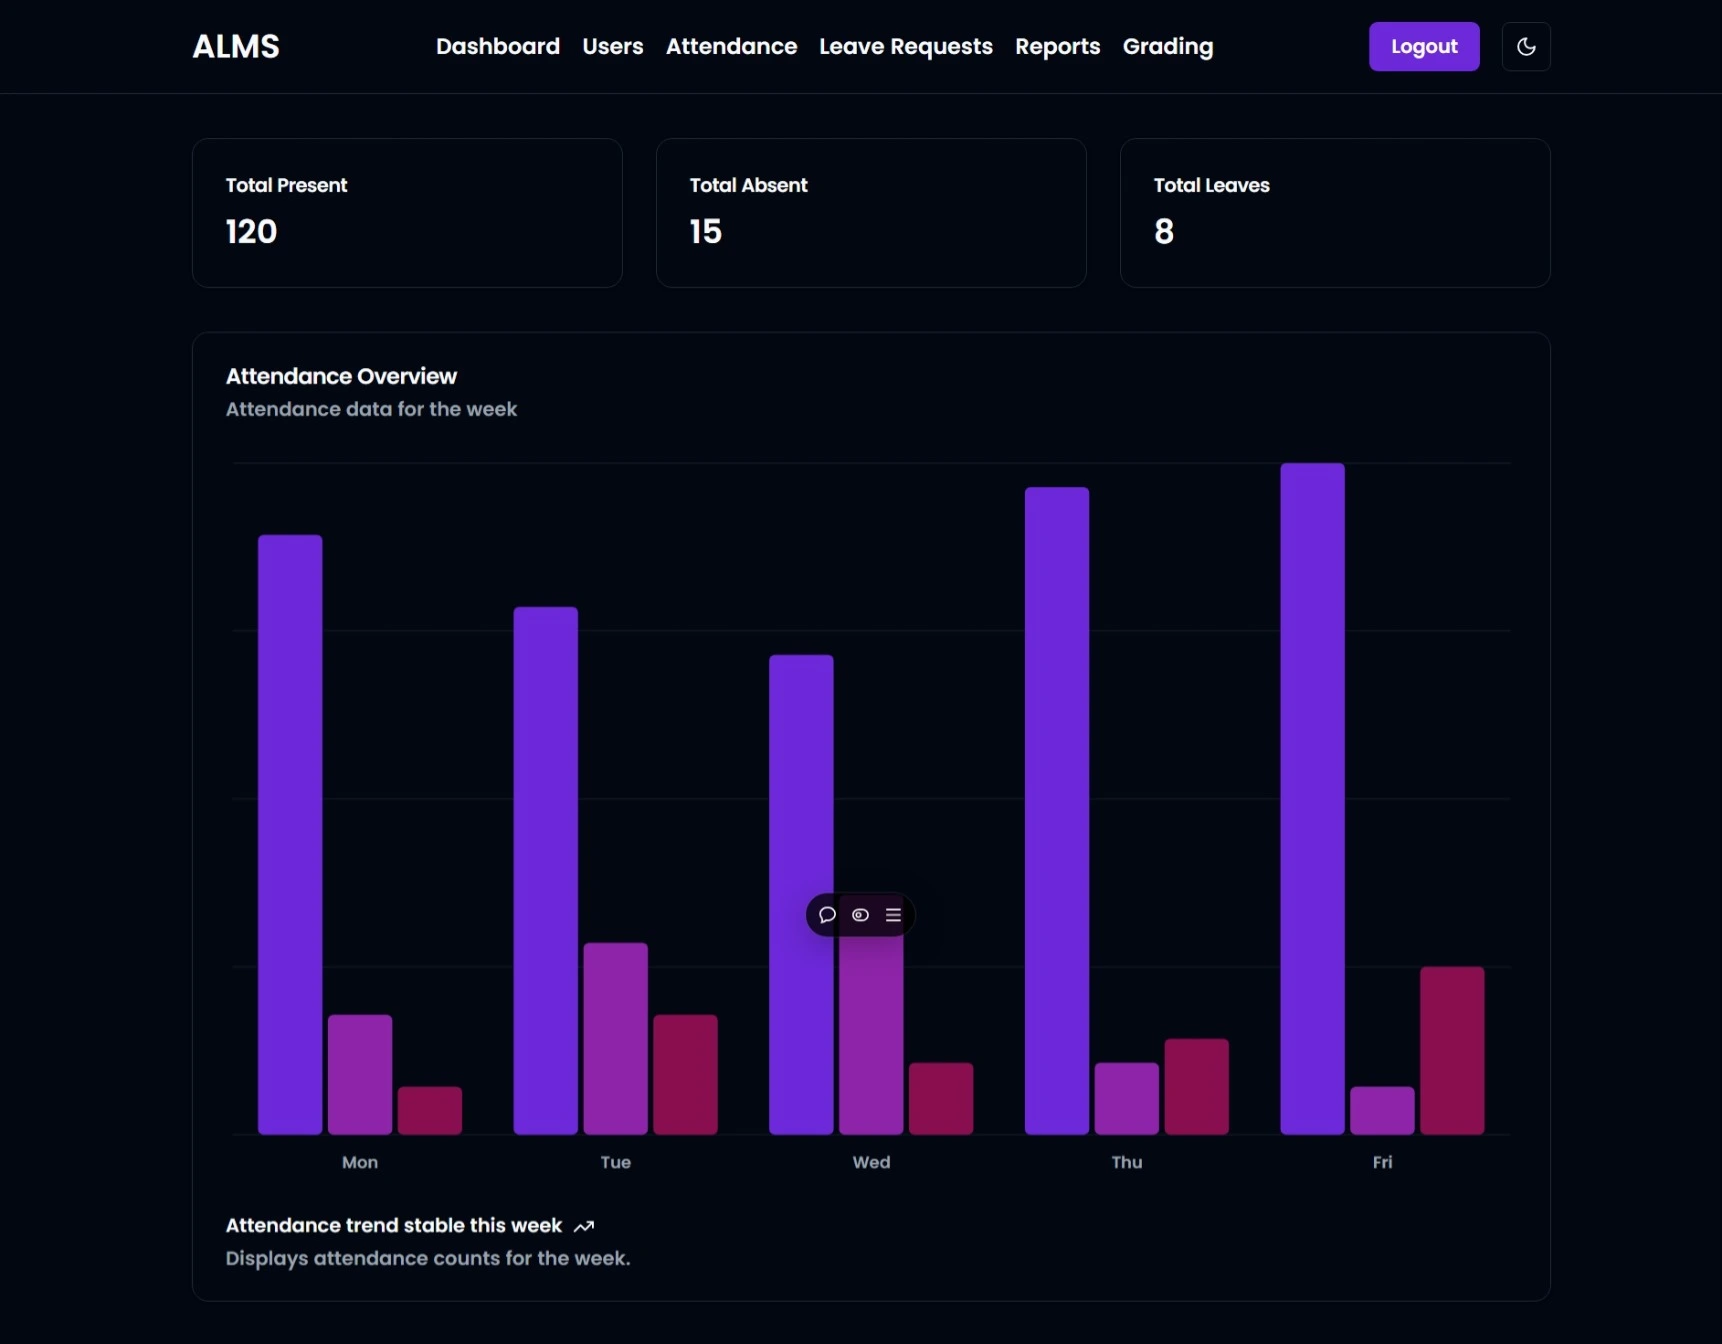 ALMS
Dashboard Users Attendance Leave Requests Reports Grading
Logout
Total Present
120
Total Absent
15
Total Leaves
8
Attendance Overview
Attendance data for the week
Mon Tue Wed Thu Fri
Attendance trend stable this week
Displays attendance counts for the week.